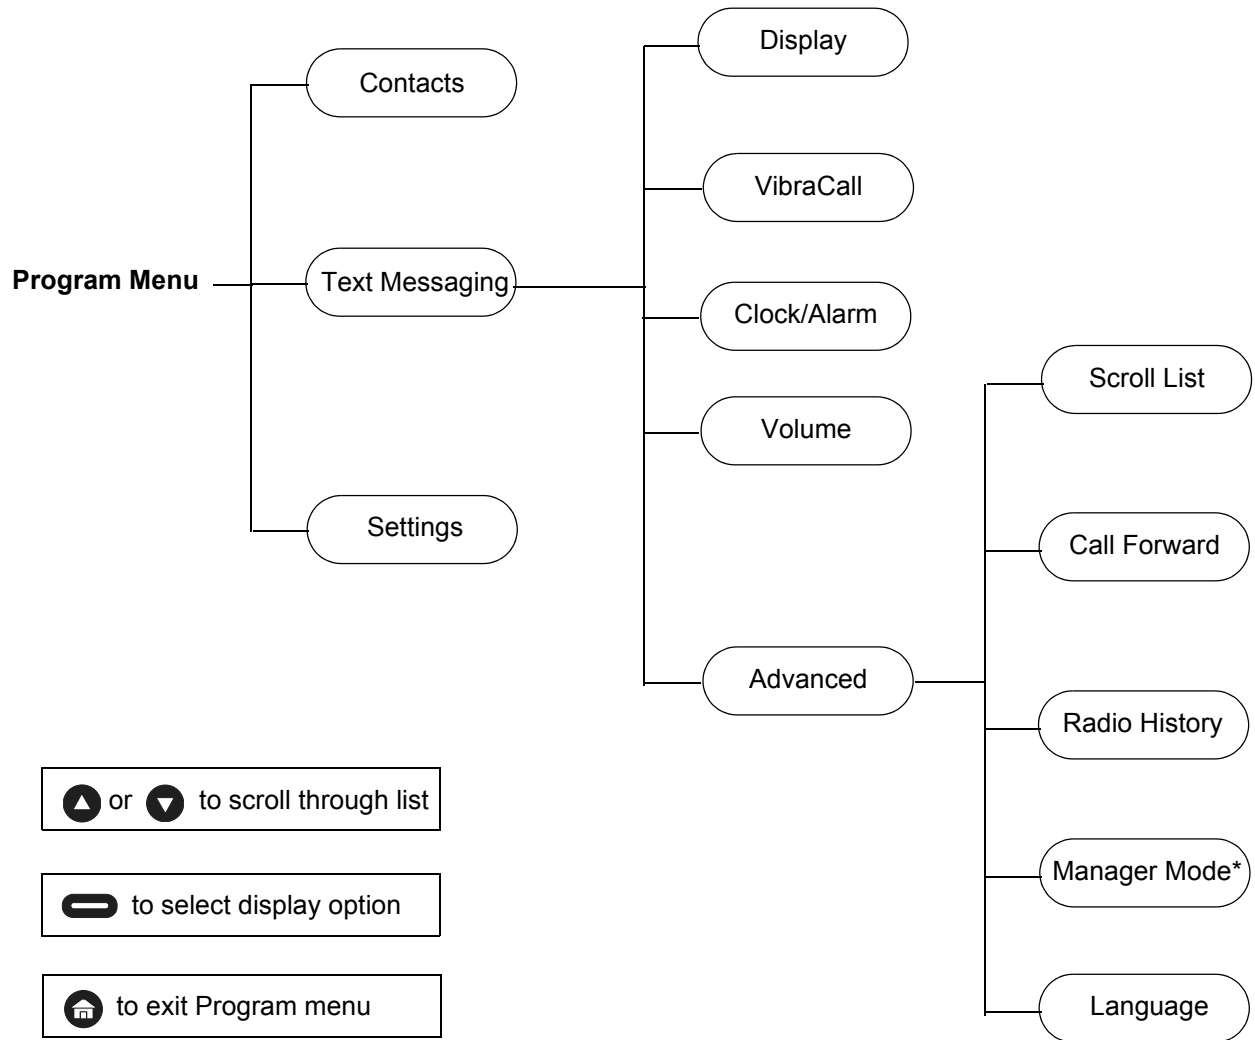 Display
Contacts
VibraCall
Program Menu
Text Messaging
Clock/Alarm
Scroll List
Volume
Settings
Call Forward
Advanced
Radio History
or to scroll through list
Manager Mode*
to select display option
to exit Program menu
Language